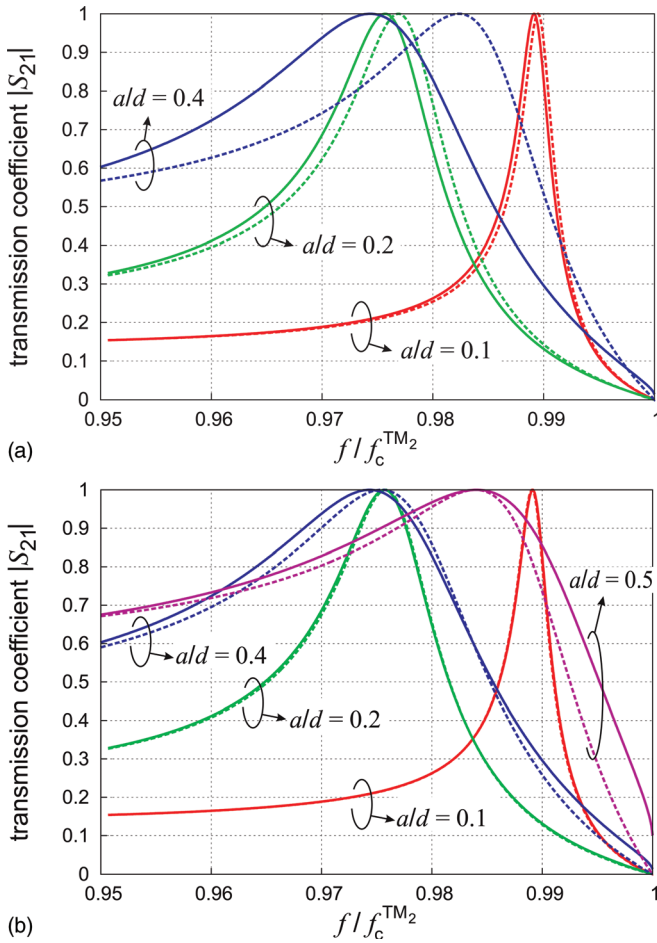 transmission coefficient |S21|
1
0.9
0.8
0.7
0.6
0.5
0.4
0.3
0.2
0.1
0
a/d = 0.4
a/d = 0.2
a/d = 0.1
0.95
0.96
0.97
0.98
0.99
1
(a)
f / fcTM2
transmission coefficient |S21|
1
0.9
0.8
0.7
0.6
0.5
0.4
0.3
0.2
0.1
0
a/d = 0.5
a/d = 0.4
a/d = 0.2
a/d = 0.1
0.95
0.96
0.97
0.98
0.99
1
(b)
f / fcTM2